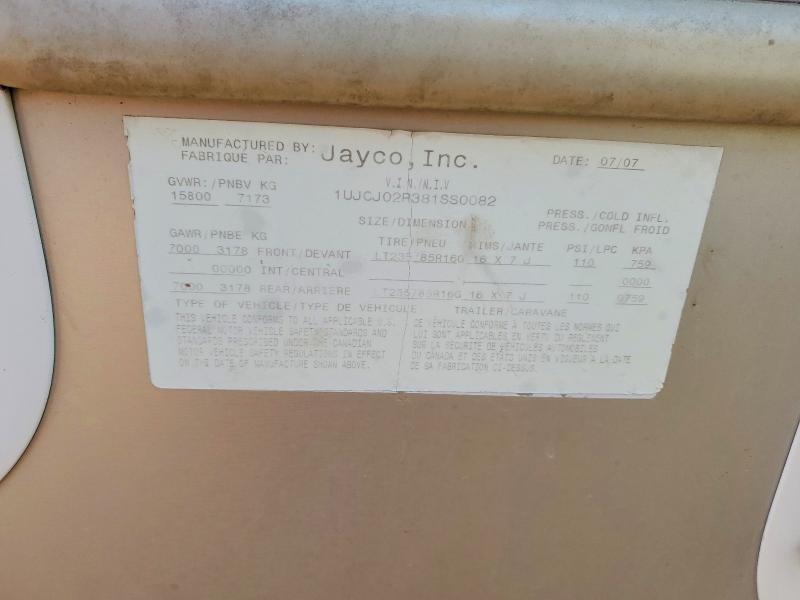 MANUFACTURED BY: Jayco, Inc. DATE: 07/07
FABRIQUE PAR:
GVWR:/PNBV KG V.I.N/N.I.V
15800 7173 1UJCJ02R381SS0082
SIZE/DIMENSION PRESS./COLD INFL.
PRESS./GONFL FROID
GAWR/PNBE KG TIRE/PNEU RIMS/JANTE PSI/LPC KPA
7000 3178 FRONT/DEVANT LT235/85R16G 16 X 7 J 110 759
00000 INT/CENTRAL 0000
7000 3178 REAR/ARRIERE LT235/85R16G 16 X 7 J 110 0759
TYPE OF VEHICLE/TYPE DE VEHICULE TRAILER/CARAVANE
THIS VEHICLE CONFORMS TO ALL APPLICABLE U.S.
FEDERAL MOTOR VEHICLE SAFETY STANDARDS AND
STANDARDS PRESCRIBED UNDER THE CANADIAN
MOTOR VEHICLE SAFETY REGULATIONS IN EFFECT
ON THE DATE OF MANUFACTURE SHOWN ABOVE.
CE VÉHICULE CONFORME À TOUTES LES NORMES QUI
LUI SONT APPLICABLES EN VERTU DU REGLEMENT
SUR LA SECURITE DE VÉHICULES AUTOMOBILES
DU CANADA ET DES ÉTATS UNIS EN VIGUEUR A LA DATE
DE SA FABRICATION CI-DESSUS.